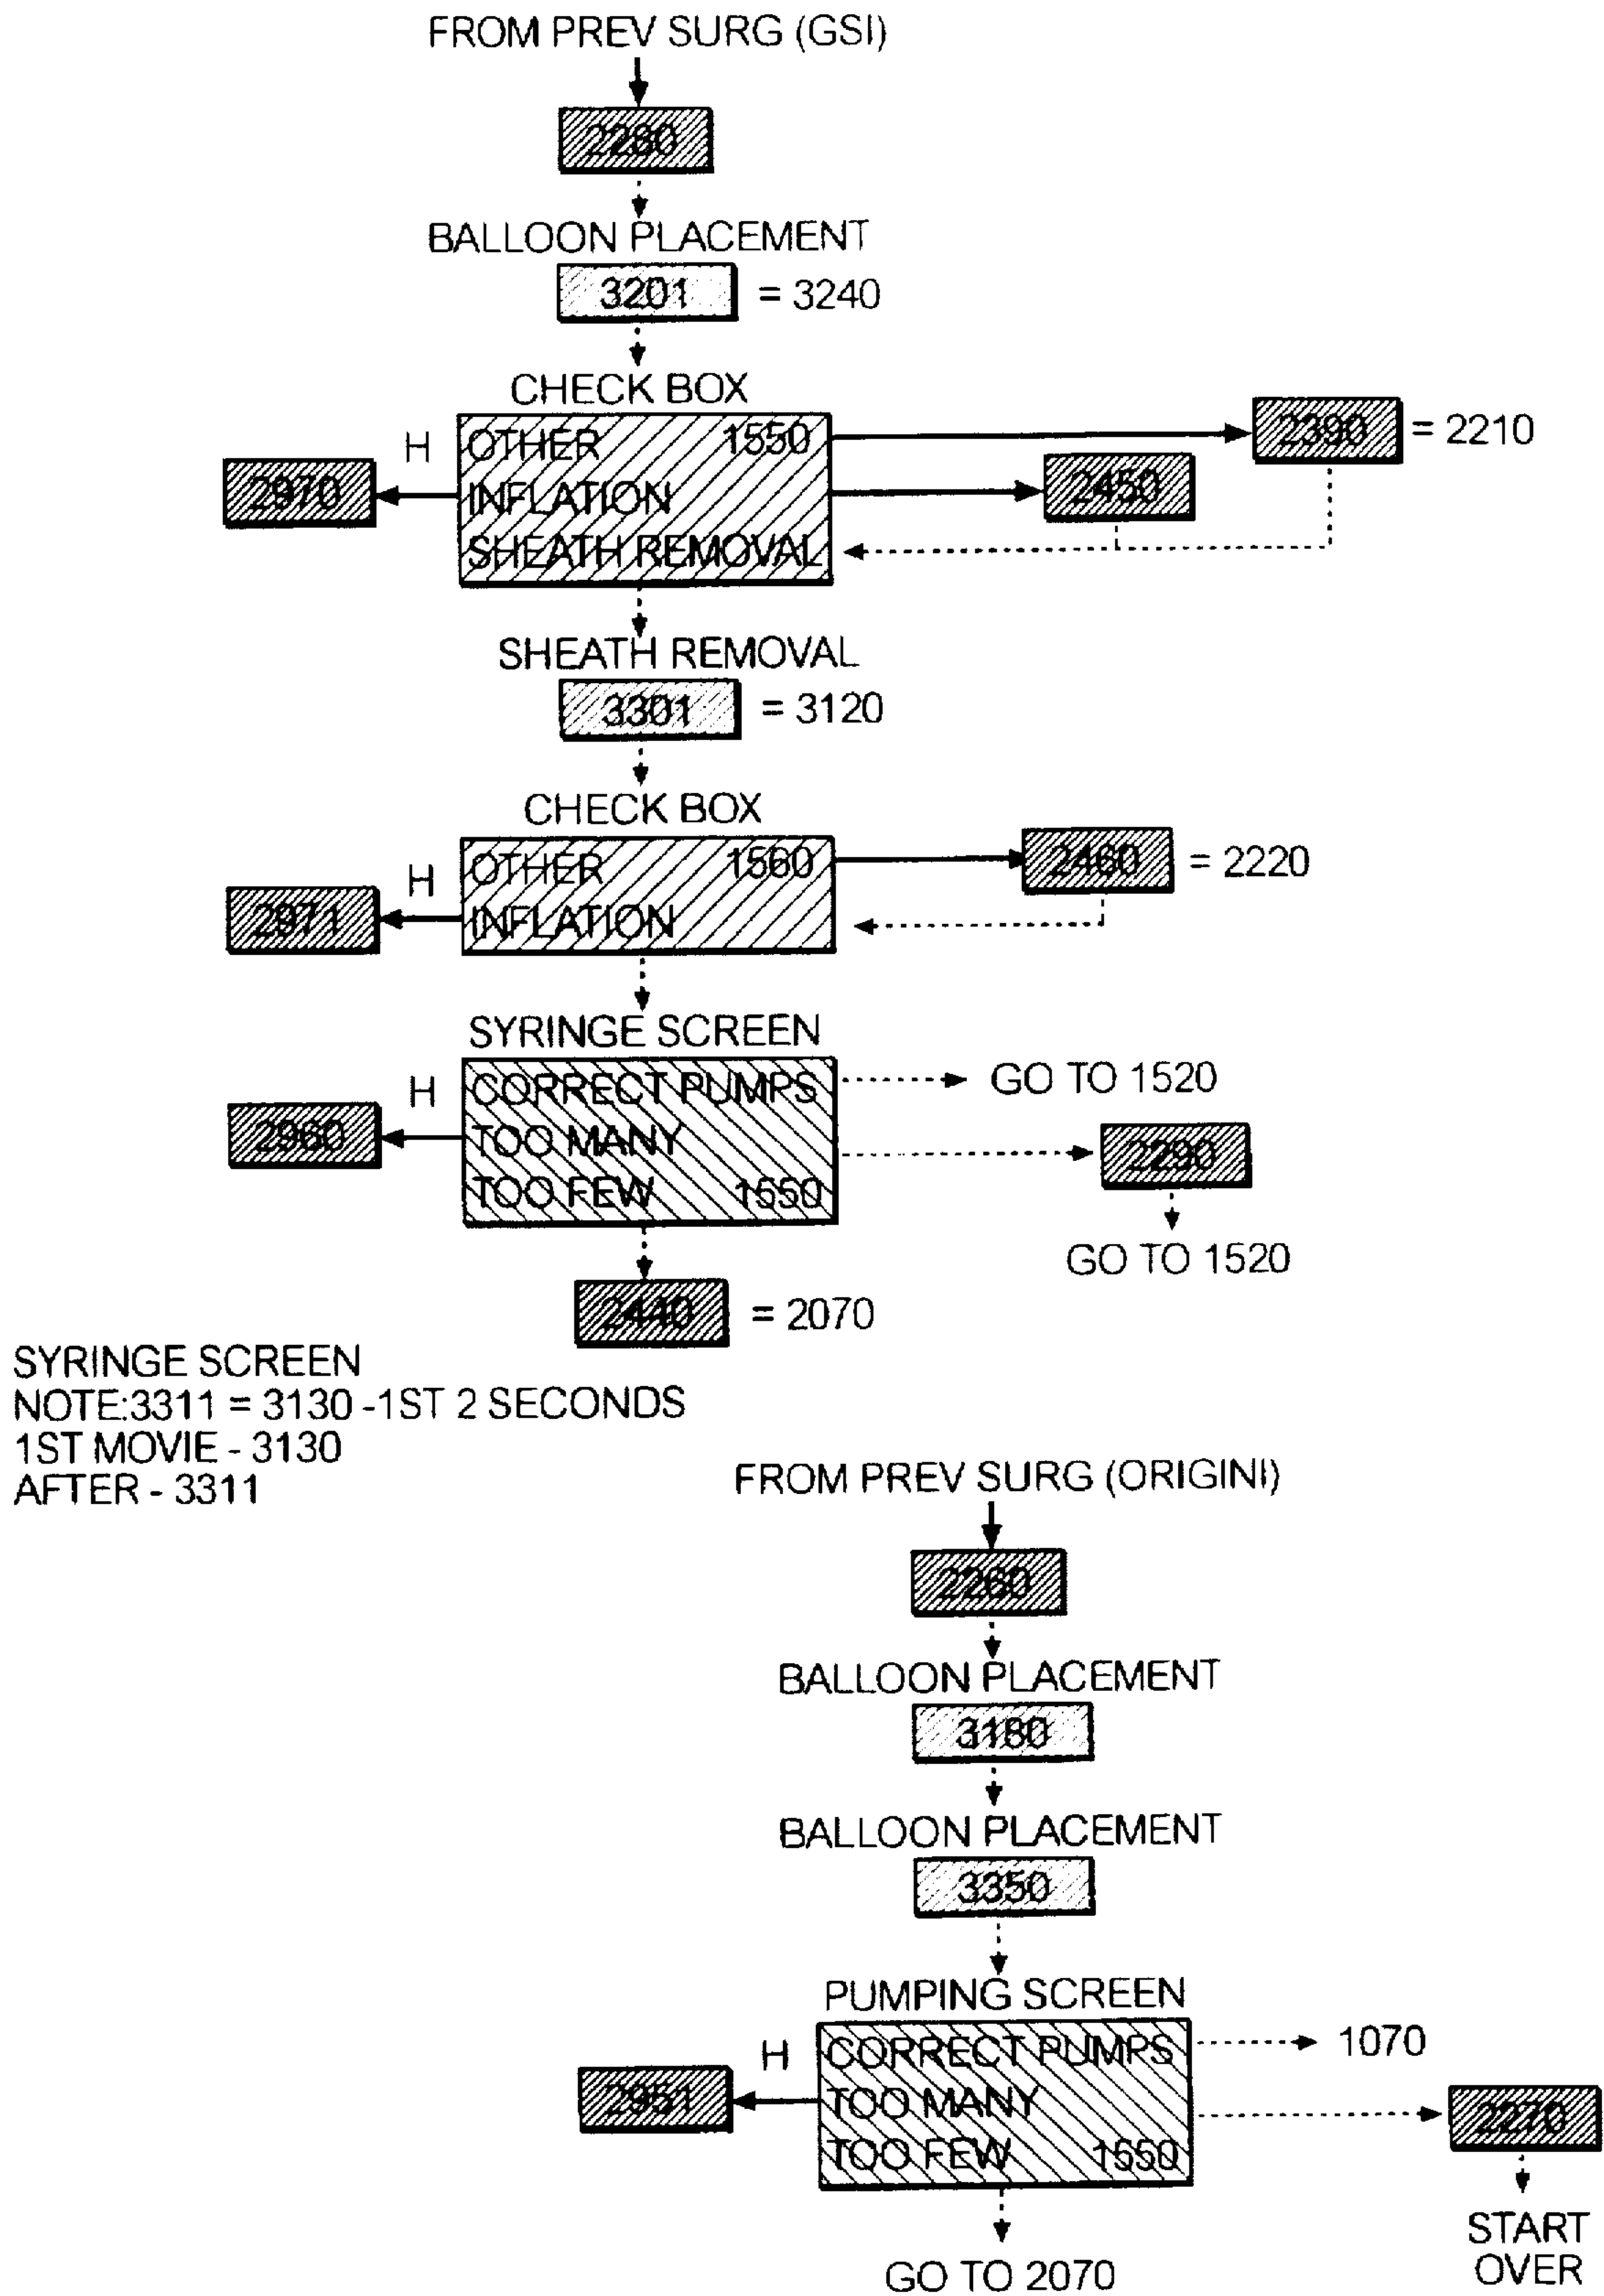 FROM PREV SURG (GSI)
2280
BALLOON PLACEMENT
3201 = 3240
CHECK BOX
H
OTHER 1550
INFLATION
SHEATH REMOVAL
2970
2390 = 2210
2450
SHEATH REMOVAL
3301 = 3120
CHECK BOX
H
OTHER 1560
INFLATION
2971
2460 = 2220
SYRINGE SCREEN
H
CORRECT PUMPS
TOO MANY
TOO FEW 1550
2960
GO TO 1520
2290
GO TO 1520
2440 = 2070
SYRINGE SCREEN
NOTE:3311 = 3130 -1ST 2 SECONDS
1ST MOVIE - 3130
AFTER - 3311
FROM PREV SURG (ORIGINI)
2260
BALLOON PLACEMENT
3180
BALLOON PLACEMENT
3350
PUMPING SCREEN
H
CORRECT PUMPS
TOO MANY
TOO FEW 1550
2951
1070
2270
START
OVER
GO TO 2070